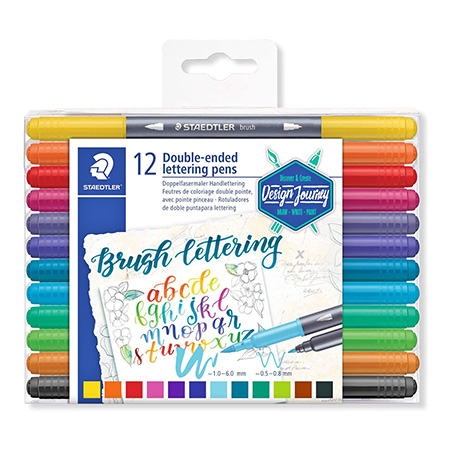 STAEDTLER brush
STAEDTLER
12 Double-ended
lettering pens
Doppelfasermaler Handlettering
Feutres de coloriage double pointe,
avec pointe pinceau - Rotuladores
de doble punta para lettering
Discover & Create
Design Journey
DRAW · WRITE · PAINT
Brush lettering
abcde
fghijkl
mnopqr
stuvwxyz
~1.0-6.0 mm
~0.5-0.8 mm